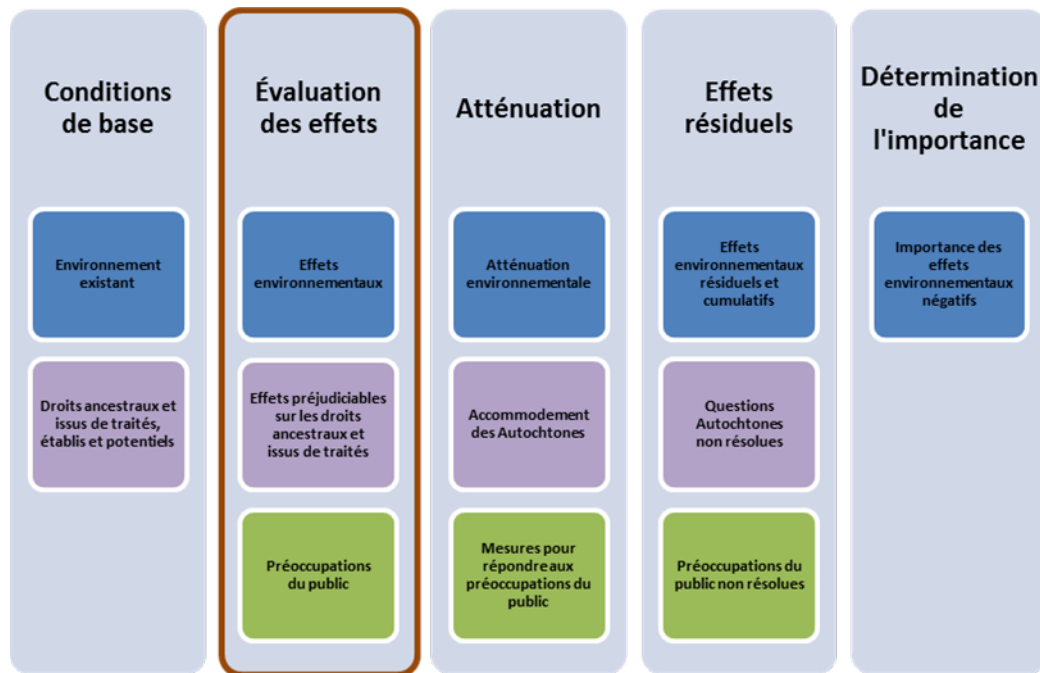 Conditions
de base
Environnement
existant
Droits ancestraux et
issus de traités,
établis et potentiels
Évaluation
des effets
Effets
environnementaux
Effets préjudiciables
sur les droits
ancestraux et
issus de traités
Préoccupations
du public
Atténuation
Atténuation
environnementale
Accommodement
des Autochtones
Mesures pour
répondre aux
préoccupations du
public
Effets
résiduels
Effets
environnementaux
résiduels et
cumulatifs
Questions
Autochtones
non résolues
Préoccupations du
public non résolues
Détermination
de
l'importance
Importance des
effets
environnementaux
négatifs